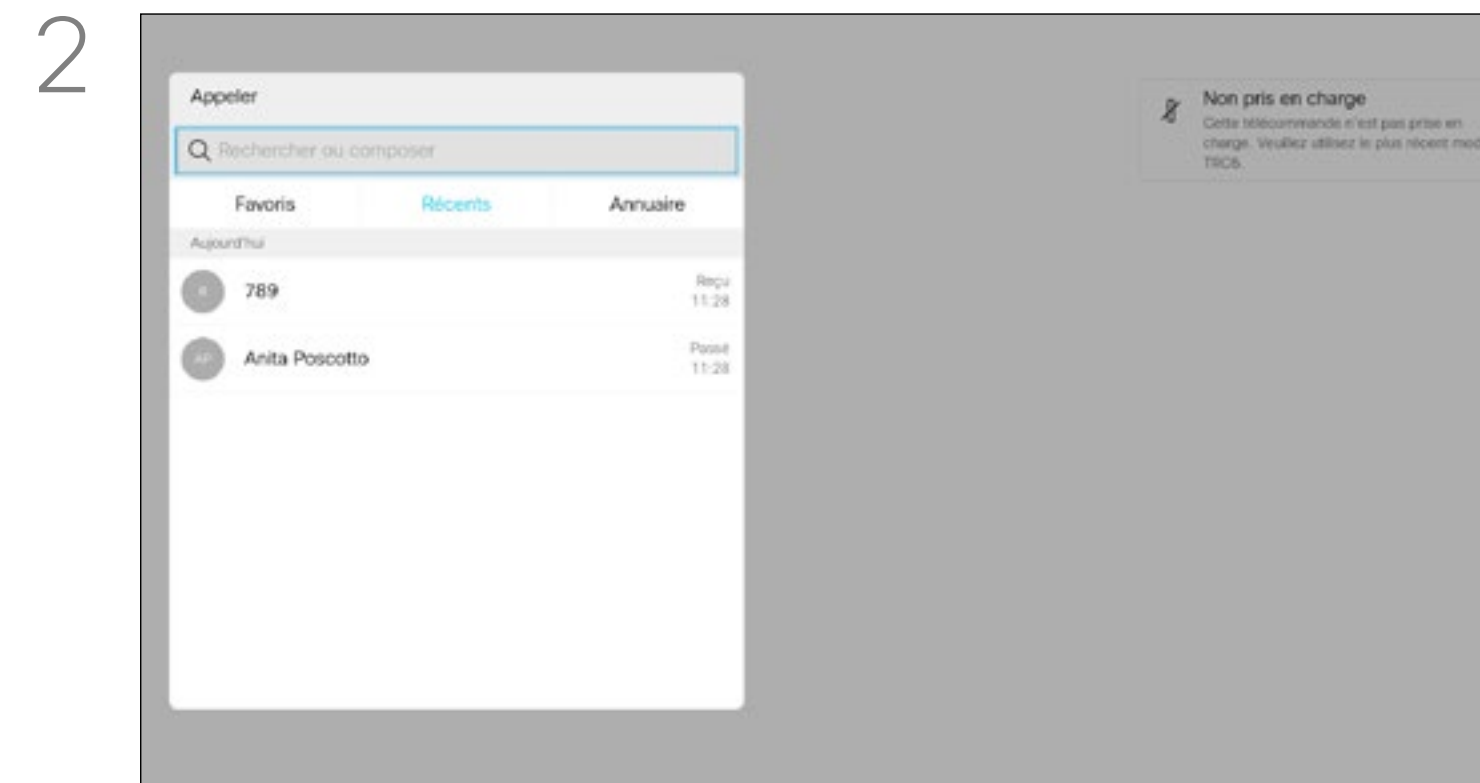 2
Appeler
Rechercher ou composer
Favoris Récents Annuaire
Aujourd'hui
789
Reçu
11:28
AP
Anita Poscotto
Passé
11:28
Non pris en charge
Cette télécommande n'est pas prise en
charge. Veuillez utilisez le plus récent mod
TRC6.